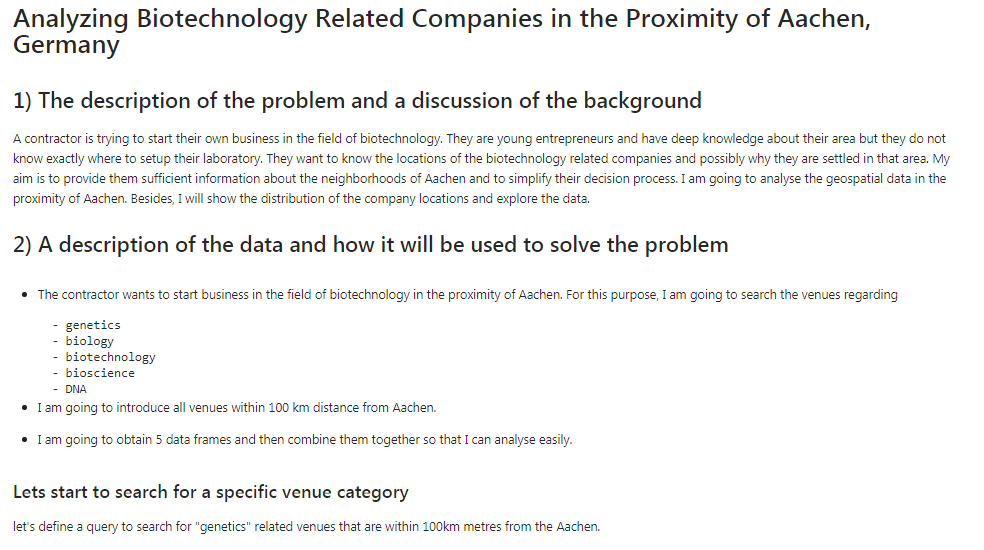 Analyzing Biotechnology Related Companies in the Proximity of Aachen,
Germany
1) The description of the problem and a discussion of the background
A contractor is trying to start their own business in the field of biotechnology. They are young entrepreneurs and have deep knowledge about their area but they do not
know exactly where to setup their laboratory. They want to know the locations of the biotechnology related companies and possibly why they are settled in that area. My
aim is to provide them sufficient information about the neighborhoods of Aachen and to simplify their decision process. I am going to analyse the geospatial data in the
proximity of Aachen. Besides, I will show the distribution of the company locations and explore the data.
2) A description of the data and how it will be used to solve the problem
• The contractor wants to start business in the field of biotechnology in the proximity of Aachen. For this purpose, I am going to search the venues regarding
- genetics
- biology
- biotechnology
- bioscience
- DNA
• I am going to introduce all venues within 100 km distance from Aachen.
• I am going to obtain 5 data frames and then combine them together so that I can analyse easily.
Lets start to search for a specific venue category
let's define a query to search for "genetics" related venues that are within 100km metres from the Aachen.